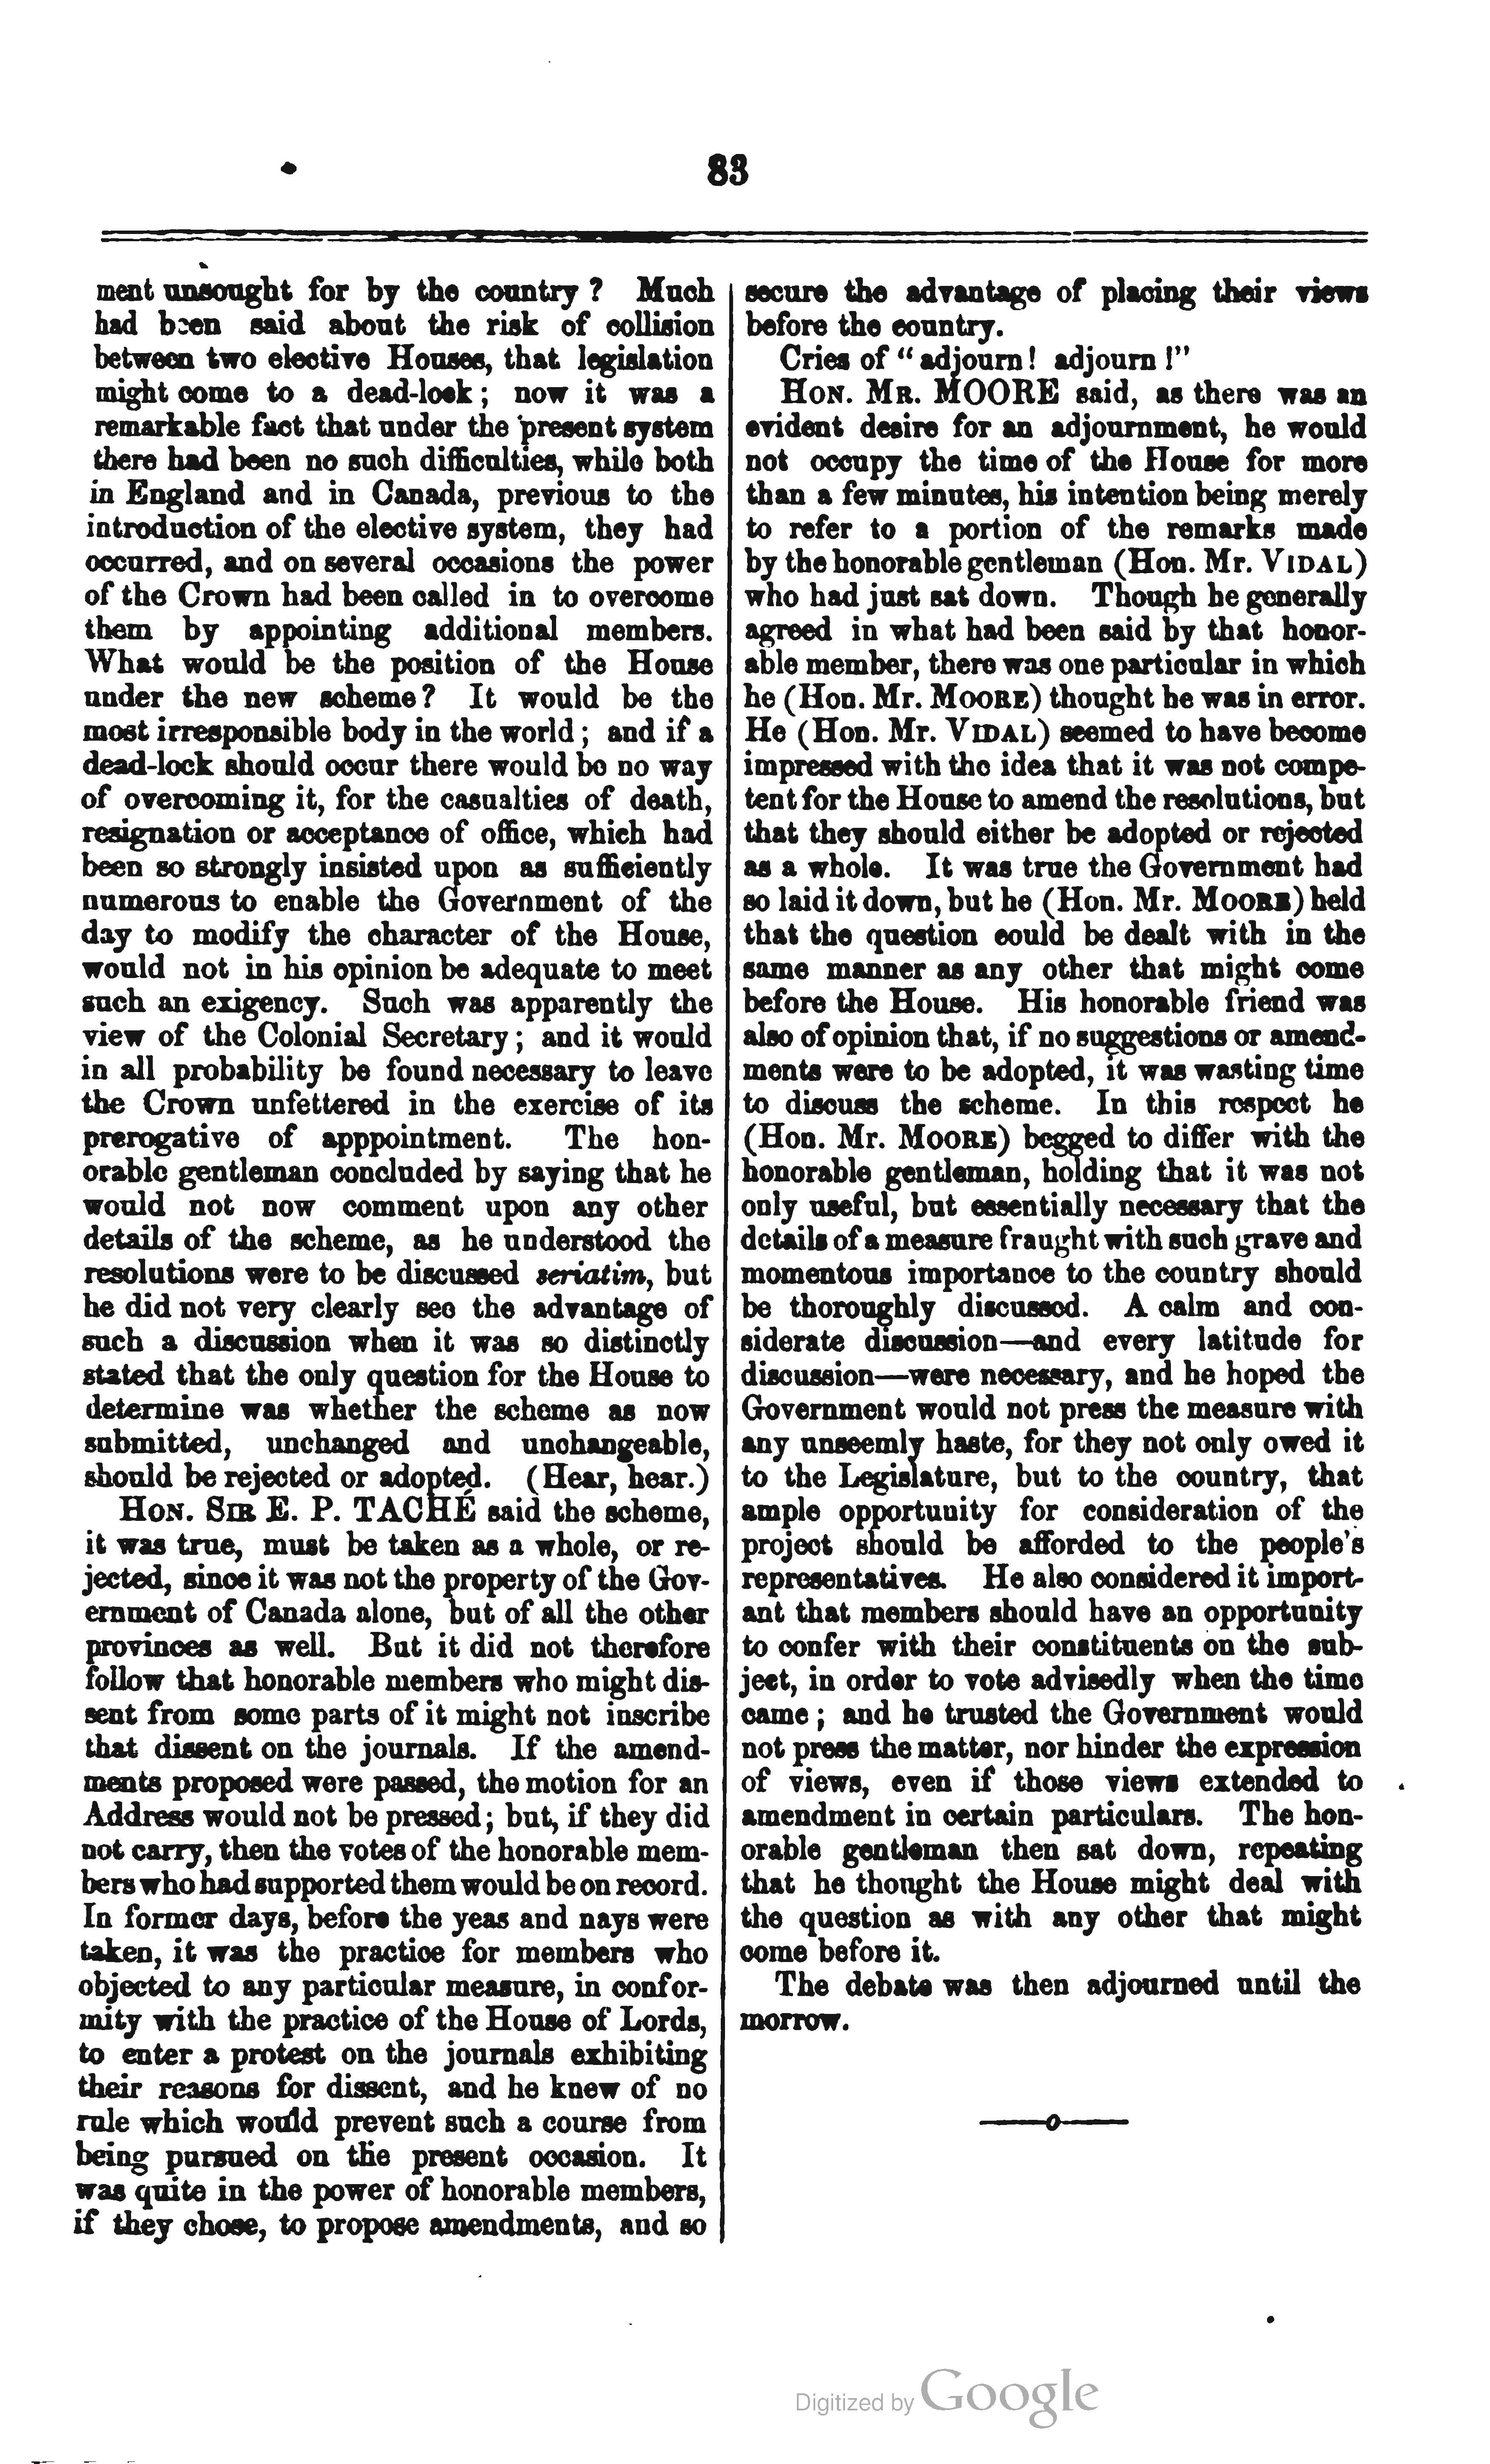 83
ment unsought for by the country ? Much
had been said about the risk of collision
between two elective Houses, that legislation
might come to a dead-lock ; now it was a
remarkable fact that under the present system
there had been no such difficulties, while both
in England and in Canada, previous to the
introduction of the elective system, they had
occurred, and on several occasions the power
of the Crown had been called in to overcome
them by appointing additional members.
What would be the position of the House
under the new scheme? It would be the
most irresponsible body in the world ; and if a
dead-lock should occur there would be no way
of overcoming it, for the casualties of death,
resignation or acceptance of office, which had
been so strongly insisted upon as sufficiently
numerous to enable the Government of the
day to modify the character of the House,
would not in his opinion be adequate to meet
such an exigency. Such was apparently the
view of the Colonial Secretary ; and it would
in all probability be found necessary to leave
the Crown unfettered in the exercise of its
prerogative of apppointment. The hon-
orable gentleman concluded by saying that he
would not now comment upon any other
details of the scheme, as he understood the
resolutions were to be discussed seriatim, but
he did not very clearly see the advantage of
such a discussion when it was so distinctly
stated that the only question for the House to
determine was whether the scheme as now
submitted, unchanged and unchangeable,
should be rejected or adopted. (Hear, hear.)
HON. SIR E. P. TACHÉ said the scheme,
it was true, must be taken as a whole, or re-
jected, since it was not the property of the Gov-
ernment of Canada alone, but of all the other
provinces as well. But it did not therefore
follow that honorable members who might dis-
sent from some parts of it might not inscribe
that dissent on the journals. If the amend-
ments proposed were passed, the motion for an
Address would not be pressed ; but, if they did
not carry, then the votes of the honorable mem-
bers who had supported them would be on record.
In former days, before the yeas and nays were
taken, it was the practice for members who
objected to any particular measure, in confor-
mity with the practice of the House of Lords,
to enter a protest on the journals exhibiting
their reasons for dissent, and he knew of no
rule which would prevent such a course from
being pursued on the present occasion. It
was quite in the power of honorable members,
if they chose, to propose amendments, and so
secure the advantage of placing their views
before the country.
Cries of " adjourn! adjourn !"
HON. MR. MOORE said, as there was an
evident desire for an adjournment, he would
not occupy the time of the House for more
than a few minutes, his intention being merely
to refer to a portion of the remarks made
by the honorable gentleman (Hon. Mr. VIDAL)
who had just sat down. Though he generally
agreed in what had been said by that honor-
able member, there was one particular in which
he (Hon. Mr. MOORE) thought he was in error.
He (Hon. Mr. VIDAL) seemed to have become
impressed with the idea that it was not compe-
tent for the House to amend the resolutions, but
that they should either be adopted or rejected
as a whole. It was true the Government had
so laid it down, but he (Hon. Mr. MOORE) held
that the question could be dealt with in the
same manner as any other that might come
before the House. His honorable friend was
also of opinion that, if no suggestions or amend-
ments were to be adopted, it was wasting time
to discuss the scheme. In this respect he
(Hon. Mr. MOORE) begged to differ with the
honorable gentleman, holding that it was not
only useful, but essentially necessary that the
details of a measure fraught with such grave and
momentous importance to the country should
be thoroughly discussed. A calm and con-
siderate discussion—and every latitude for
discussion—were necessary, and he hoped the
Government would not press the measure with
any unseemly haste, for they not only owed it
to the Legislature, but to the country, that
ample opportunity for consideration of the
project should be afforded to the people's
representatives. He also considered it import-
ant that members should have an opportunity
to confer with their constituents on the sub-
ject, in order to vote advisedly when the time
came ; and he trusted the Government would
not press the matter, nor hinder the expression
of views, even if those views extended to
amendment in certain particulars. The hon-
orable gentleman then sat down, repeating
that he thought the House might deal with
the question as with any other that might
come before it.
The debate was then adjourned until the
morrow.
Digitized by Google